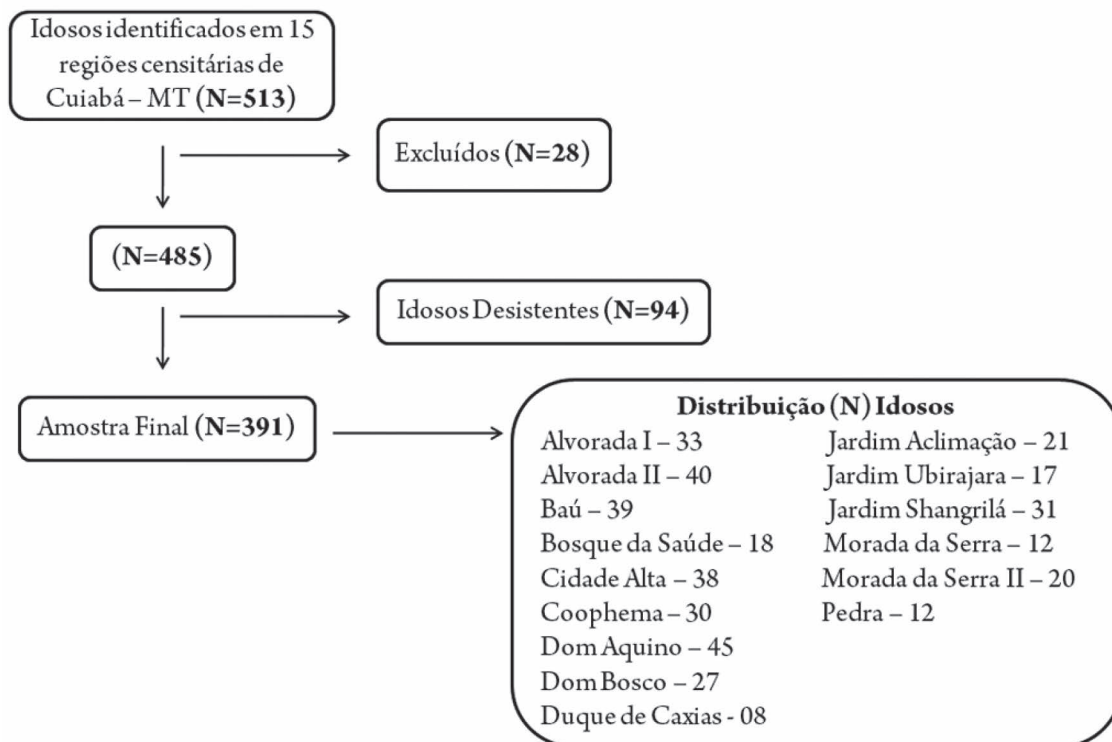 Idosos identificados em 15
regiões censitárias de
Cuiabá – MT (N=513)
Excluídos (N=28)
(N=485)
Idosos Desistentes (N=94)
Amostra Final (N=391)
Distribuição (N) Idosos
Alvorada I – 33
Alvorada II – 40
Baú – 39
Bosque da Saúde – 18
Cidade Alta – 38
Coophema – 30
Dom Aquino – 45
Dom Bosco – 27
Duque de Caxias - 08
Jardim Aclimação – 21
Jardim Ubirajara – 17
Jardim Shangrilá – 31
Morada da Serra – 12
Morada da Serra II – 20
Pedra – 12